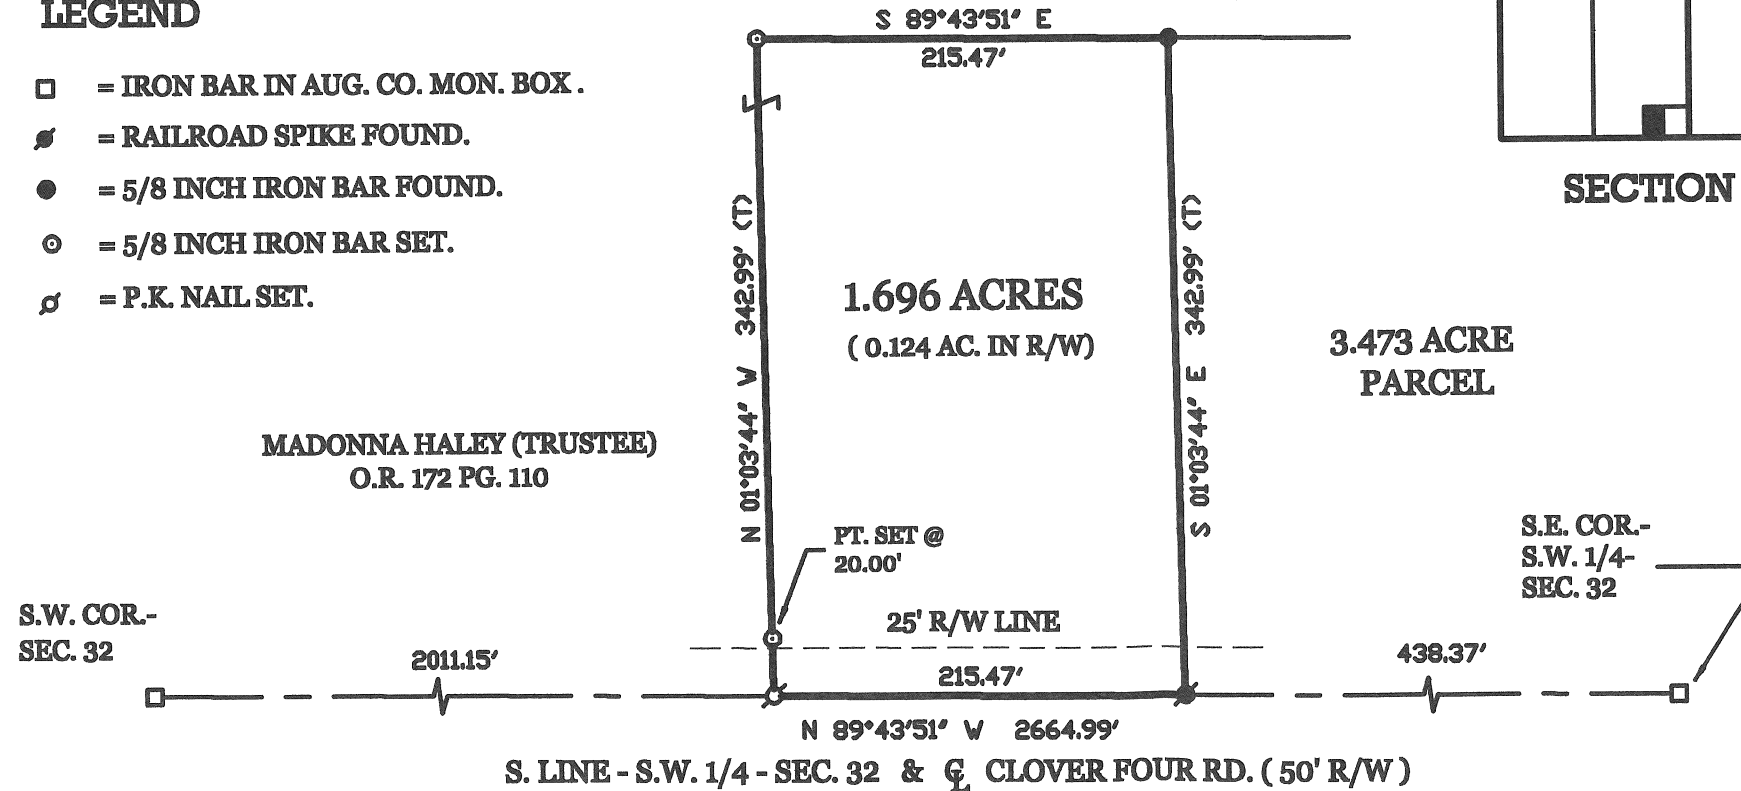 LEGEND
= IRON BAR IN AUG. CO. MON. BOX .
= RAILROAD SPIKE FOUND.
= 5/8 INCH IRON BAR FOUND.
= 5/8 INCH IRON BAR SET.
= P.K. NAIL SET.
S 89°43'51" E
215.47'
N 01°03'44" W 342.99' (T)
S 01°03'44" E 342.99' (T)
1.696 ACRES
( 0.124 AC. IN R/W)
SECTION
3.473 ACRE
PARCEL
MADONNA HALEY (TRUSTEE)
O.R. 172 PG. 110
PT. SET @
20.00'
25' R/W LINE
S.E. COR.-
S.W. 1/4-
SEC. 32
S.W. COR.-
SEC. 32
2011.15'
215.47'
438.37'
N 89°43'51" W 2664.99'
S. LINE - S.W. 1/4 - SEC. 32 & ℄ CLOVER FOUR RD. ( 50' R/W )